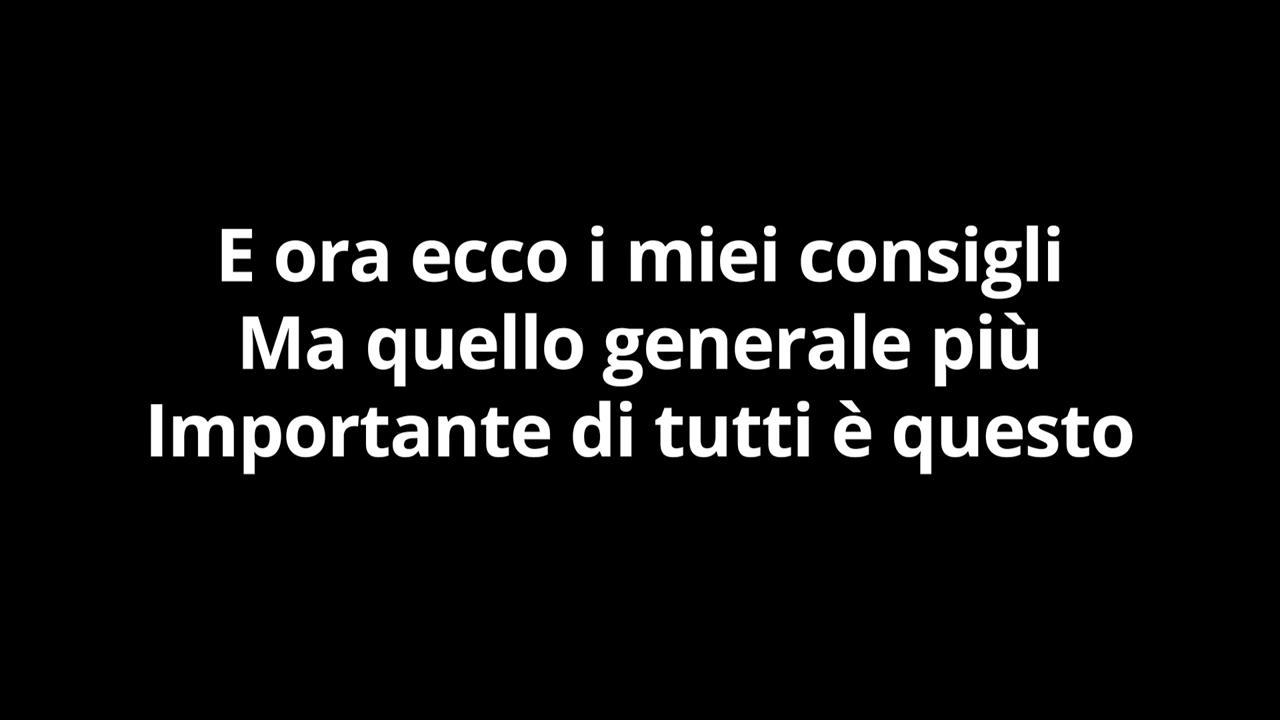 E ora ecco i miei consigli
Ma quello generale più
Importante di tutti è questo